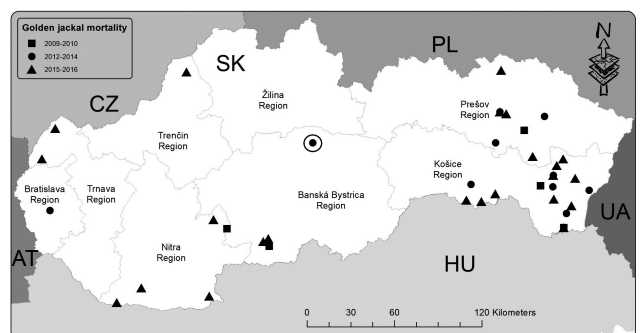 Golden jackal mortality
2009-2010
2012-2014
2015-2016
N
PL
SK
CZ
Žilina
Region
Prešov
Region
Trenčín
Region
Košice
Region
Bratislava
Region
Trnava
Region
Banská Bystrica
Region
UA
Nitra
Region
AT
HU
0 30 60 120 Kilometers